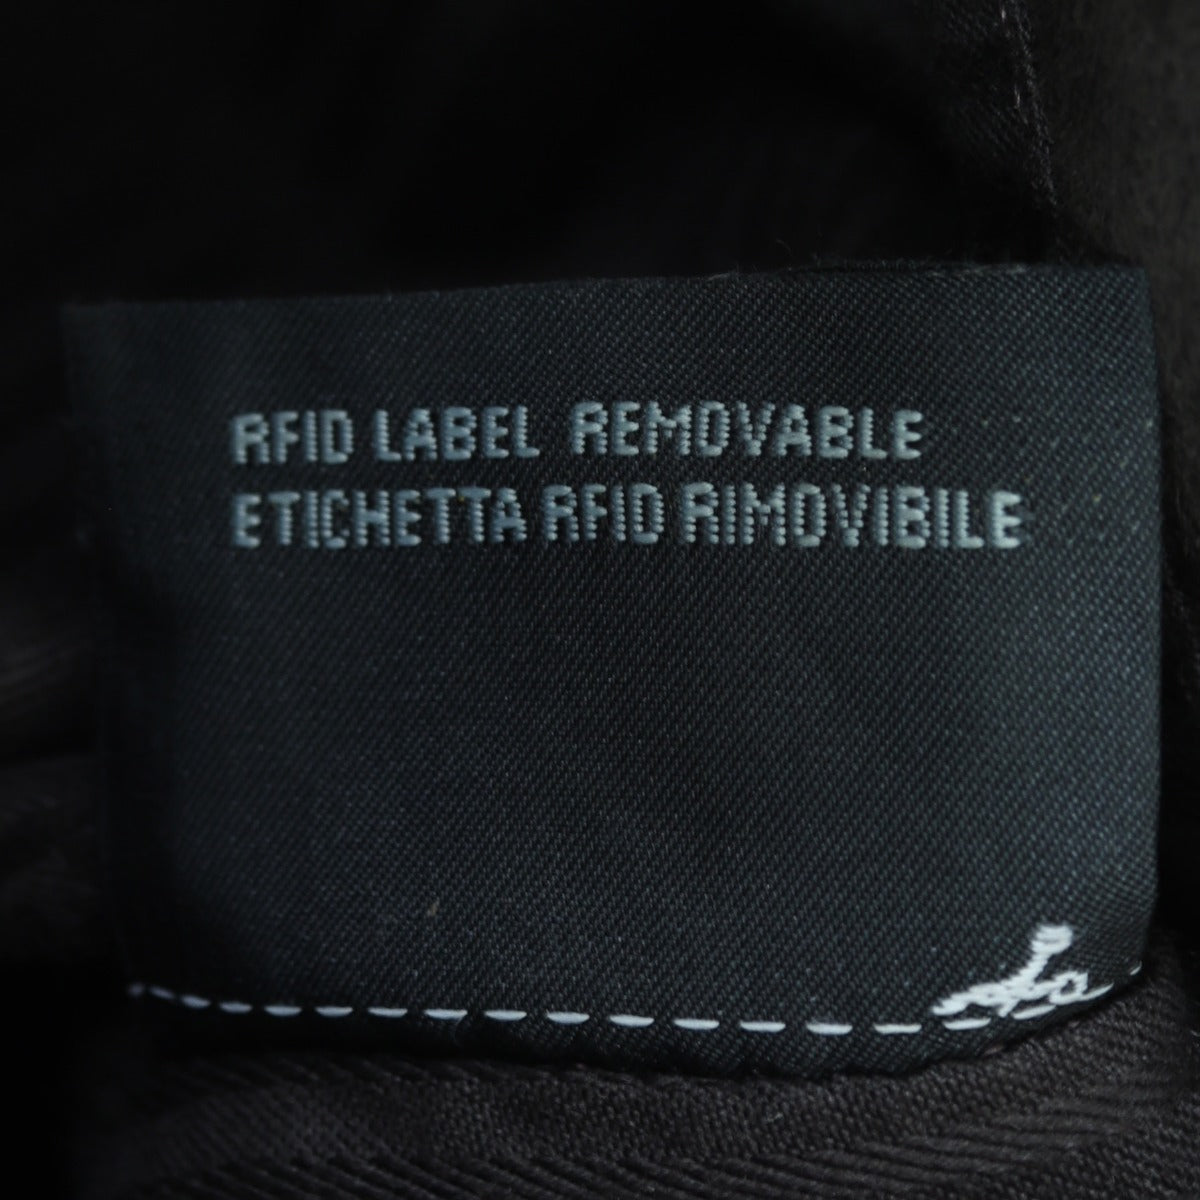 RFID LABEL REMOVABLE
ETICHETTA RFID RIMOVIBILE